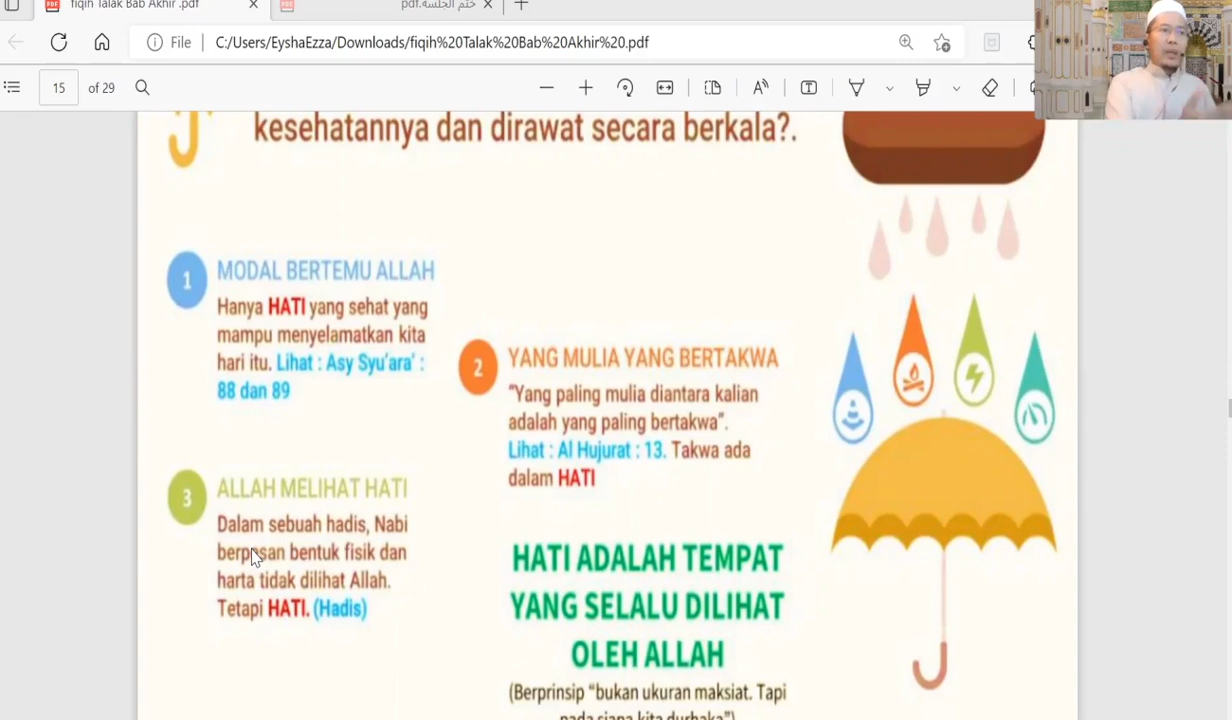 fiqih Talak Bab Akhir .pdf
ختم الجلسة.pdf
File
C:/Users/EyshaEzza/Downloads/fiqih%20Talak%20Bab%20Akhir%20.pdf
15
of 29
kesehatannya dan dirawat secara berkala?.
1
MODAL BERTEMU ALLAH
Hanya HATI yang sehat yang
mampu menyelamatkan kita
hari itu. Lihat : Asy Syu'ara' :
88 dan 89
2
YANG MULIA YANG BERTAKWA
"Yang paling mulia diantara kalian
adalah yang paling bertakwa".
Lihat : Al Hujurat : 13. Takwa ada
dalam HATI
3
ALLAH MELIHAT HATI
Dalam sebuah hadis, Nabi
berpesan bentuk fisik dan
harta tidak dilihat Allah.
Tetapi HATI. (Hadis)
HATI ADALAH TEMPAT
YANG SELALU DILIHAT
OLEH ALLAH
(Berprinsip "bukan ukuran maksiat. Tapi
pada siapa kita durhaka")